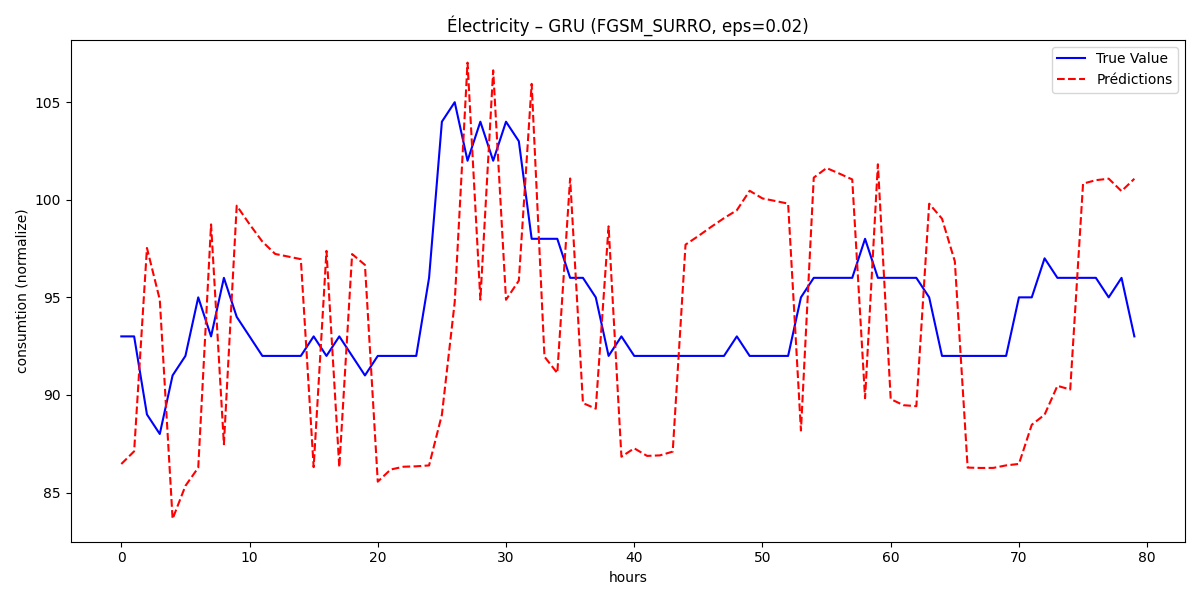 Électricity – GRU (FGSM_SURRO, eps=0.02)
True Value
Prédictions
consumtion (normalize)
105
100
95
90
85
0 10 20 30 40 50 60 70 80
hours